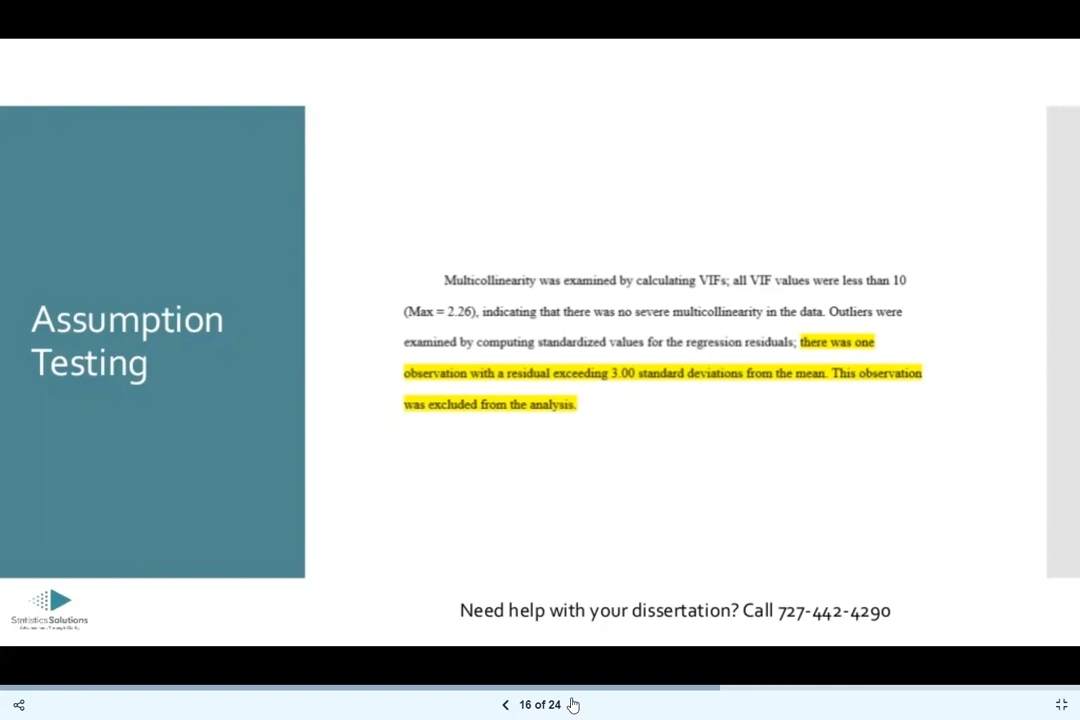 Assumption
Testing
Multicollinearity was examined by calculating VIFs; all VIF values were less than 10
(Max = 2.26), indicating that there was no severe multicollinearity in the data. Outliers were
examined by computing standardized values for the regression residuals; there was one
observation with a residual exceeding 3.00 standard deviations from the mean. This observation
was excluded from the analysis.
StatisticsSolutions
Need help with your dissertation? Call 727-442-4290
16 of 24